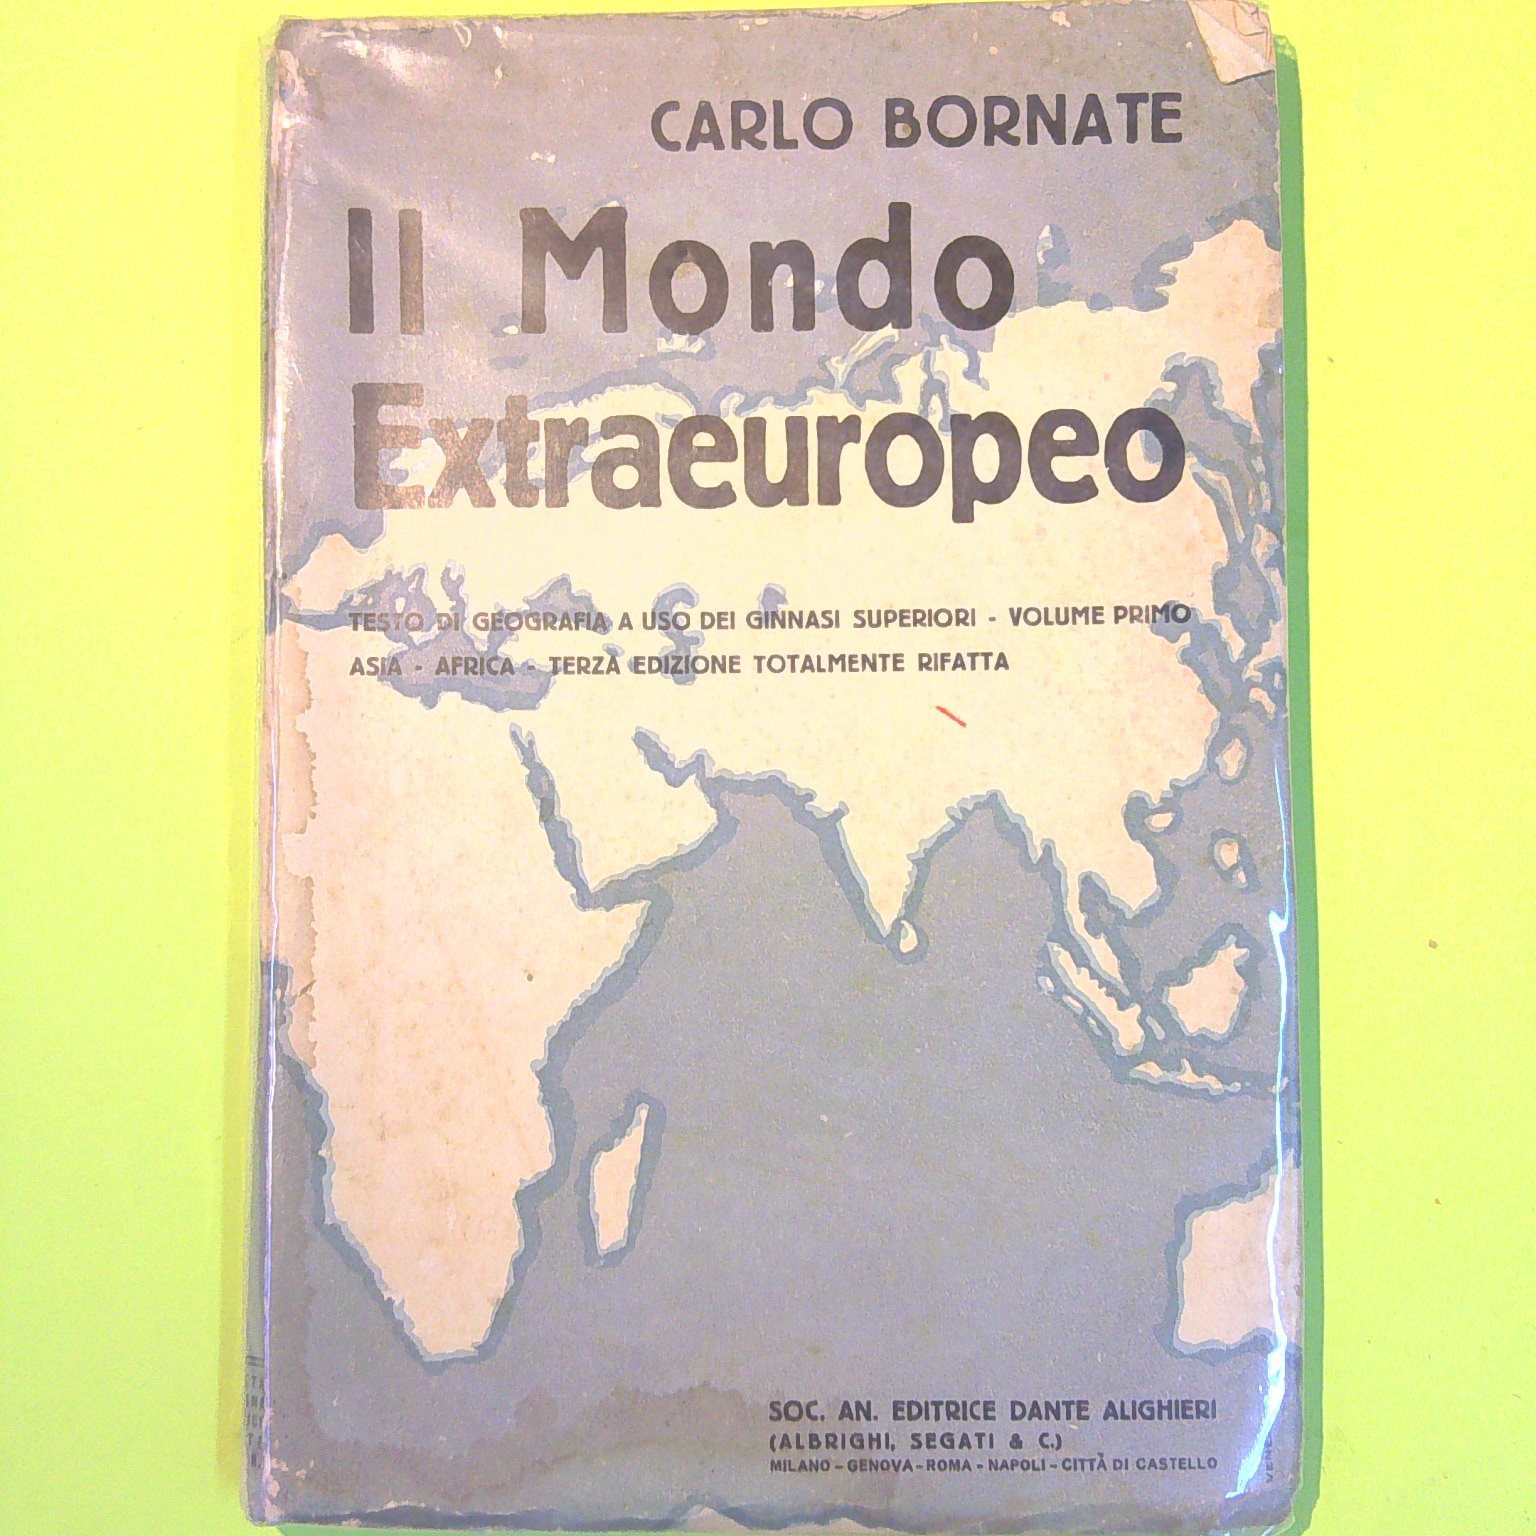 CARLO BORNATE
Il Mondo
Extraeuropeo
TESTO DI GEOGRAFIA A USO DEI GINNASI SUPERIORI - VOLUME PRIMO
ASIA - AFRICA - TERZA EDIZIONE TOTALMENTE RIFATTA
SOC. AN. EDITRICE DANTE ALIGHIERI
(ALBRIGHI, SEGATI & C.)
MILANO - GENOVA - ROMA - NAPOLI - CITTÀ DI CASTELLO